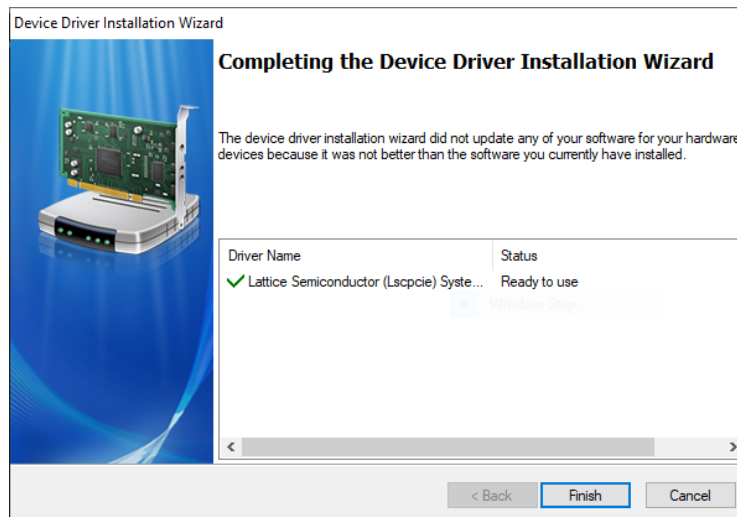 Device Driver Installation Wizard
Completing the Device Driver Installation Wizard
The device driver installation wizard did not update any of your software for your hardware
devices because it was not better than the software you currently have installed.
Driver Name Status
Lattice Semiconductor (Lscpcie) Syste... Ready to use
Window Snip
< Back Finish Cancel